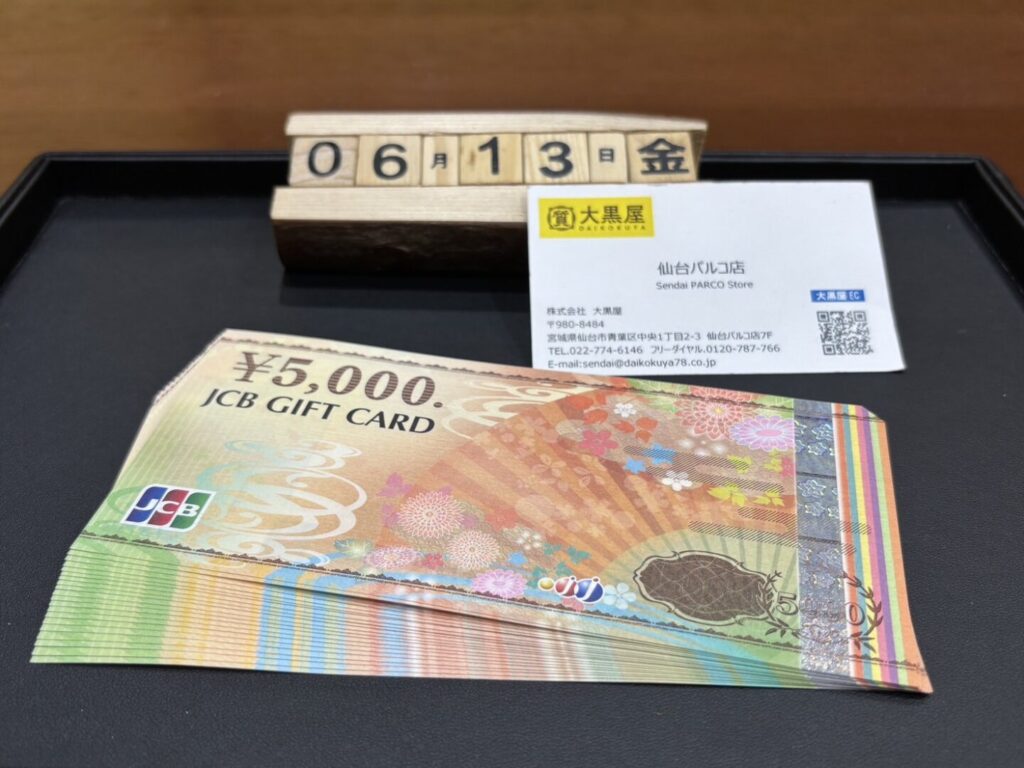 06月13日金
質 大黒屋
DAIKOKUYA
仙台パルコ店
Sendai PARCO Store
大黒屋 EC
株式会社 大黒屋
〒980-8484
宮城県仙台市青葉区中央1丁目2-3 仙台パルコ店7F
TEL.022-774-6146 フリーダイヤル.0120-787-766
E-mail:sendai@daikokuya78.co.jp
¥5,000.
JCB GIFT CARD
JCB